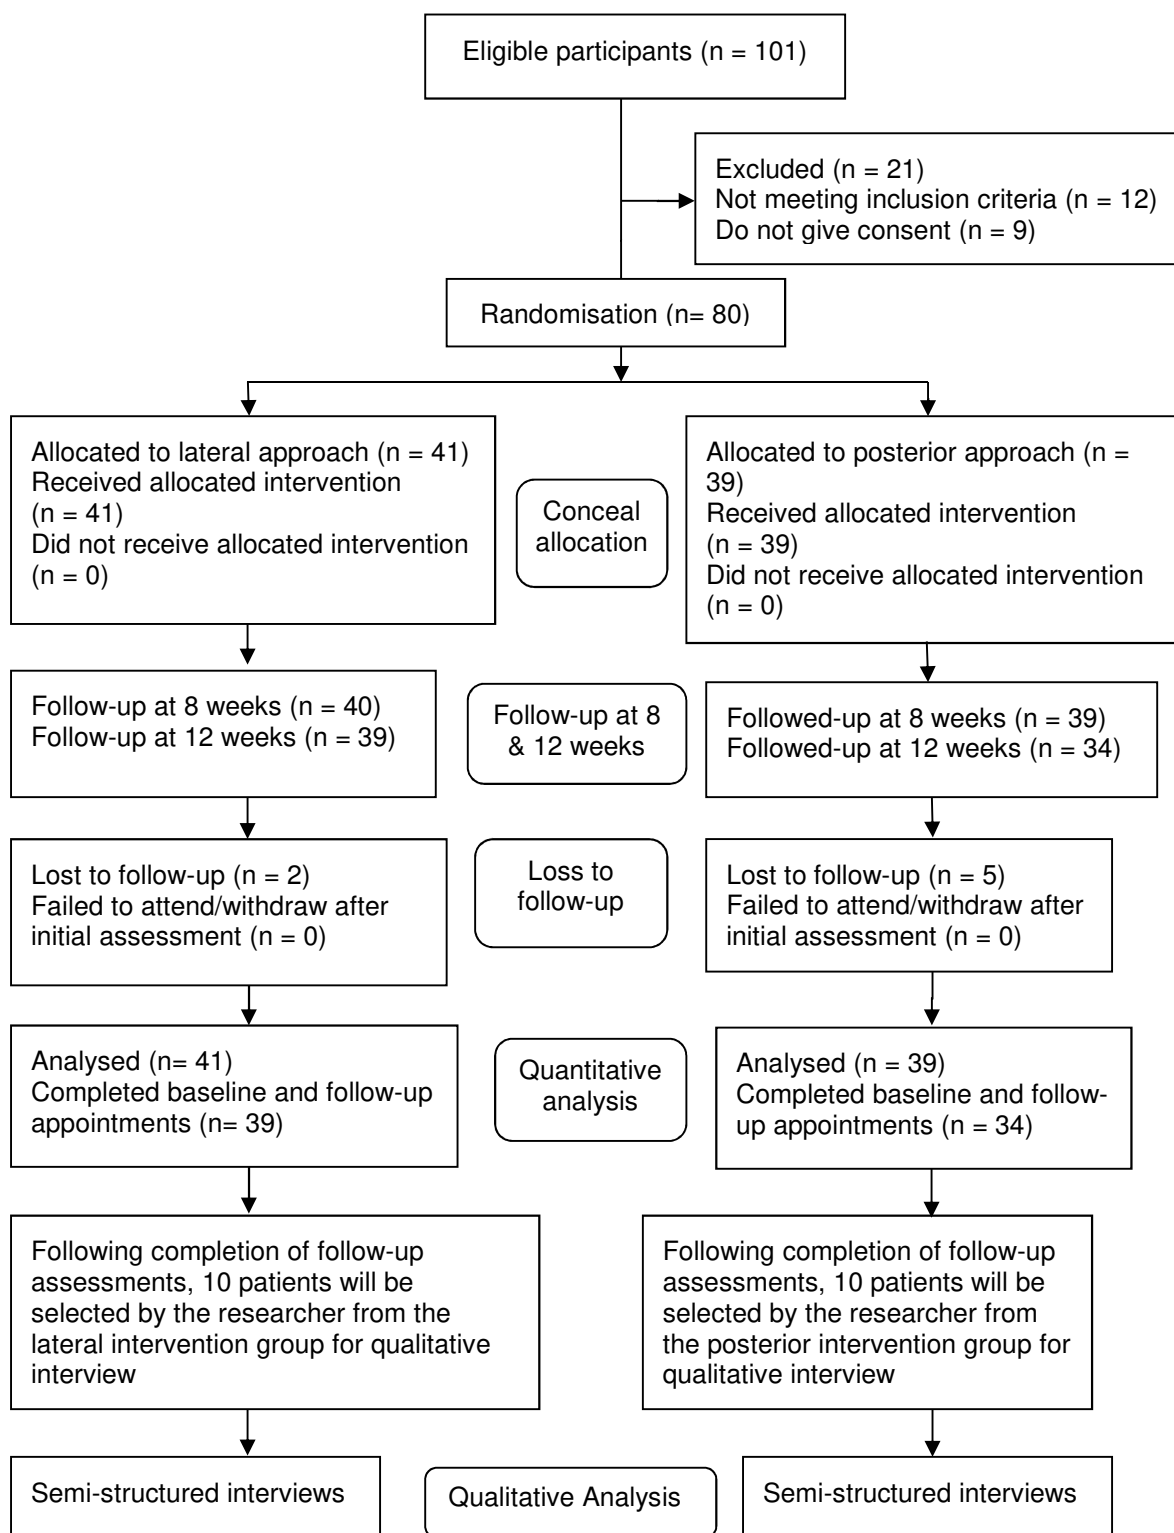 Eligible participants (n = 101)
Excluded (n = 21)
Not meeting inclusion criteria (n = 12)
Do not give consent (n = 9)
Randomisation (n= 80)
Allocated to lateral approach (n = 41)
Received allocated intervention
(n = 41)
Did not receive allocated intervention
(n = 0)
Conceal
allocation
Allocated to posterior approach (n =
39)
Received allocated intervention
(n = 39)
Did not receive allocated intervention
(n = 0)
Follow-up at 8 weeks (n = 40)
Follow-up at 12 weeks (n = 39)
Follow-up at 8
& 12 weeks
Followed-up at 8 weeks (n = 39)
Followed-up at 12 weeks (n = 34)
Lost to follow-up (n = 2)
Failed to attend/withdraw after
initial assessment (n = 0)
Loss to
follow-up
Lost to follow-up (n = 5)
Failed to attend/withdraw after
initial assessment (n = 0)
Analysed (n= 41)
Completed baseline and follow-up
appointments (n= 39)
Quantitative
analysis
Analysed (n = 39)
Completed baseline and follow-
up appointments (n = 34)
Following completion of follow-up
assessments, 10 patients will be
selected by the researcher from the
lateral intervention group for qualitative
interview
Following completion of follow-up
assessments, 10 patients will be
selected by the researcher from
the posterior intervention group for
qualitative interview
Semi-structured interviews
Qualitative Analysis
Semi-structured interviews